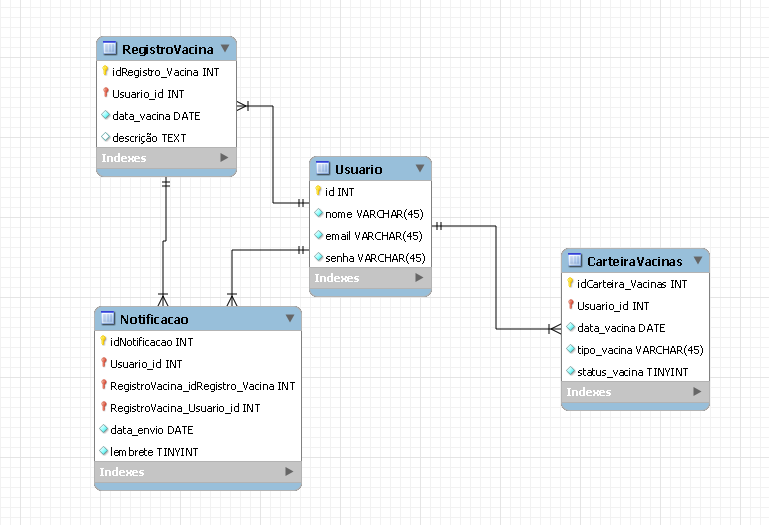 RegistroVacina
idRegistro_Vacina INT
Usuario_id INT
data_vacina DATE
descrição TEXT
Indexes
Usuario
id INT
nome VARCHAR(45)
email VARCHAR(45)
senha VARCHAR(45)
Indexes
CarteiraVacinas
idCarteira_Vacinas INT
Usuario_id INT
data_vacina DATE
tipo_vacina VARCHAR(45)
status_vacina TINYINT
Indexes
Notificacao
idNotificacao INT
Usuario_id INT
RegistroVacina_idRegistro_Vacina INT
RegistroVacina_Usuario_id INT
data_envio DATE
lembrete TINYINT
Indexes